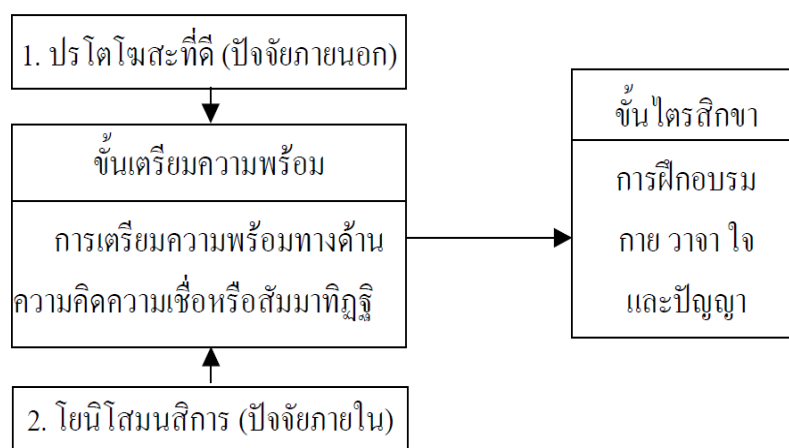 1. ปรโตโฆสะที่ดี (ปัจจัยภายนอก)
ขั้นเตรียมความพร้อม
การเตรียมความพร้อมทางด้าน
ความคิดความเชื่อหรือสัมมาทิฏฐิ
2. โยนิโสมนสิการ (ปัจจัยภายใน)
ขั้นไตรสิกขา
การฝึกอบรม
กาย วาจา ใจ
และปัญญา